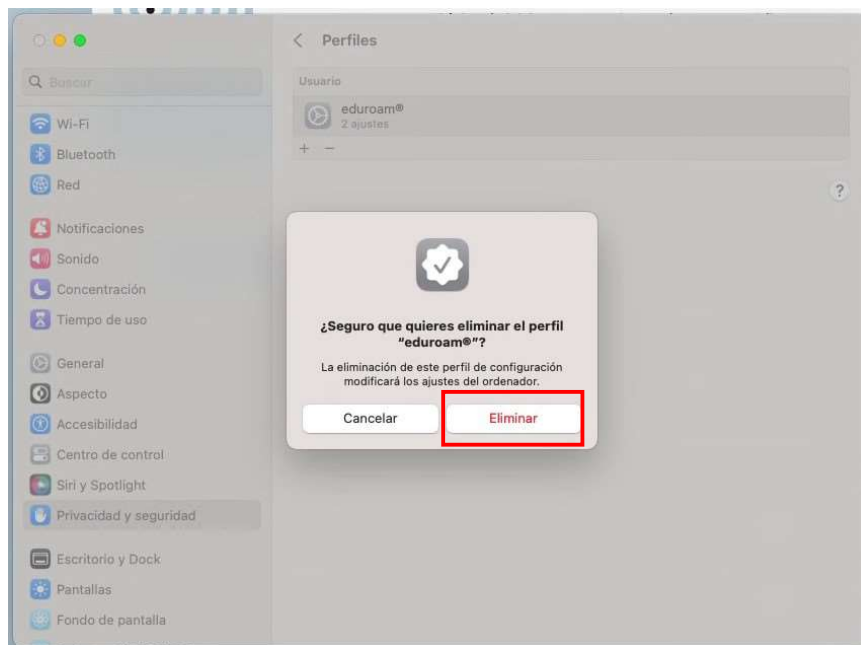 Perfiles
Buscar
Usuario
eduroam®
2 ajustes
+ −
?
Wi-Fi
Bluetooth
Red
Notificaciones
Sonido
Concentración
Tiempo de uso
General
Aspecto
Accesibilidad
Centro de control
Siri y Spotlight
Privacidad y seguridad
Escritorio y Dock
Pantallas
Fondo de pantalla
¿Seguro que quieres eliminar el perfil
“eduroam®”?
La eliminación de este perfil de configuración
modificará los ajustes del ordenador.
Cancelar
Eliminar